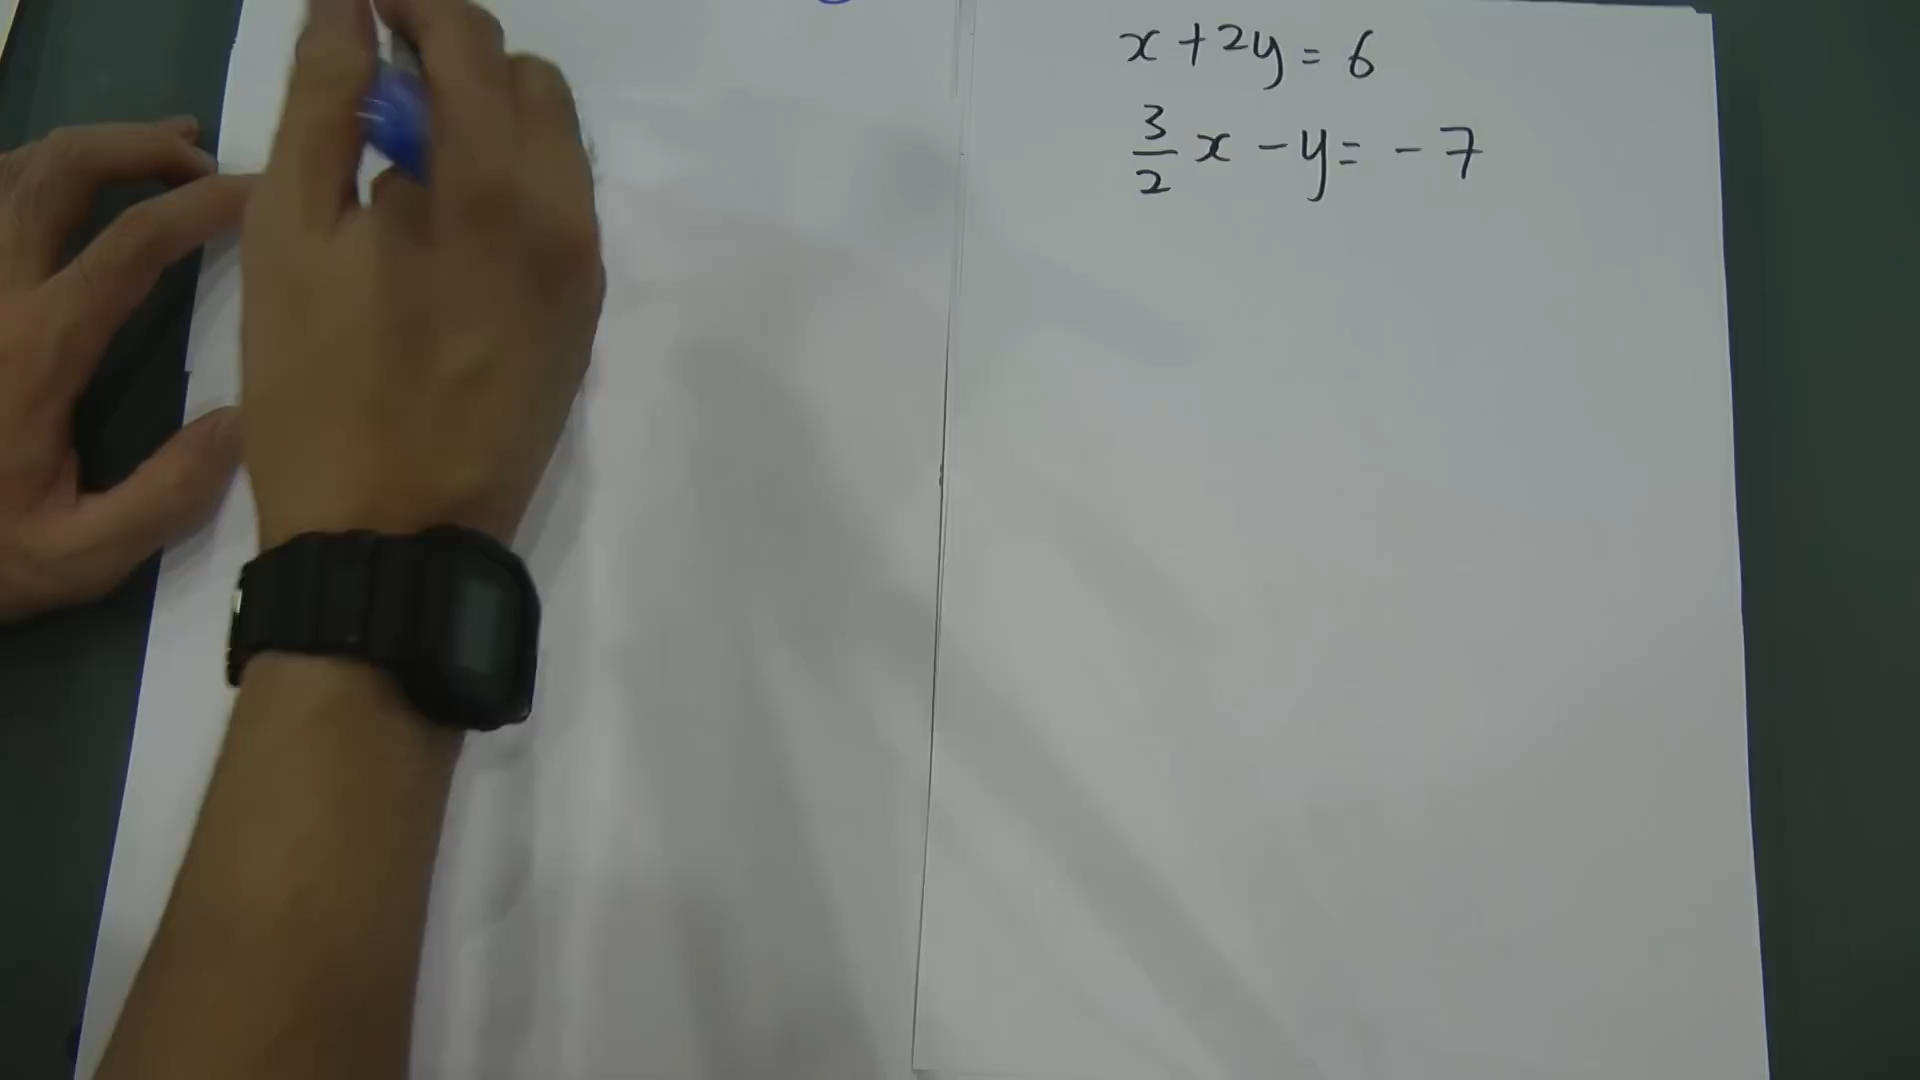 x + 2y = 6
3/2 x - y = -7